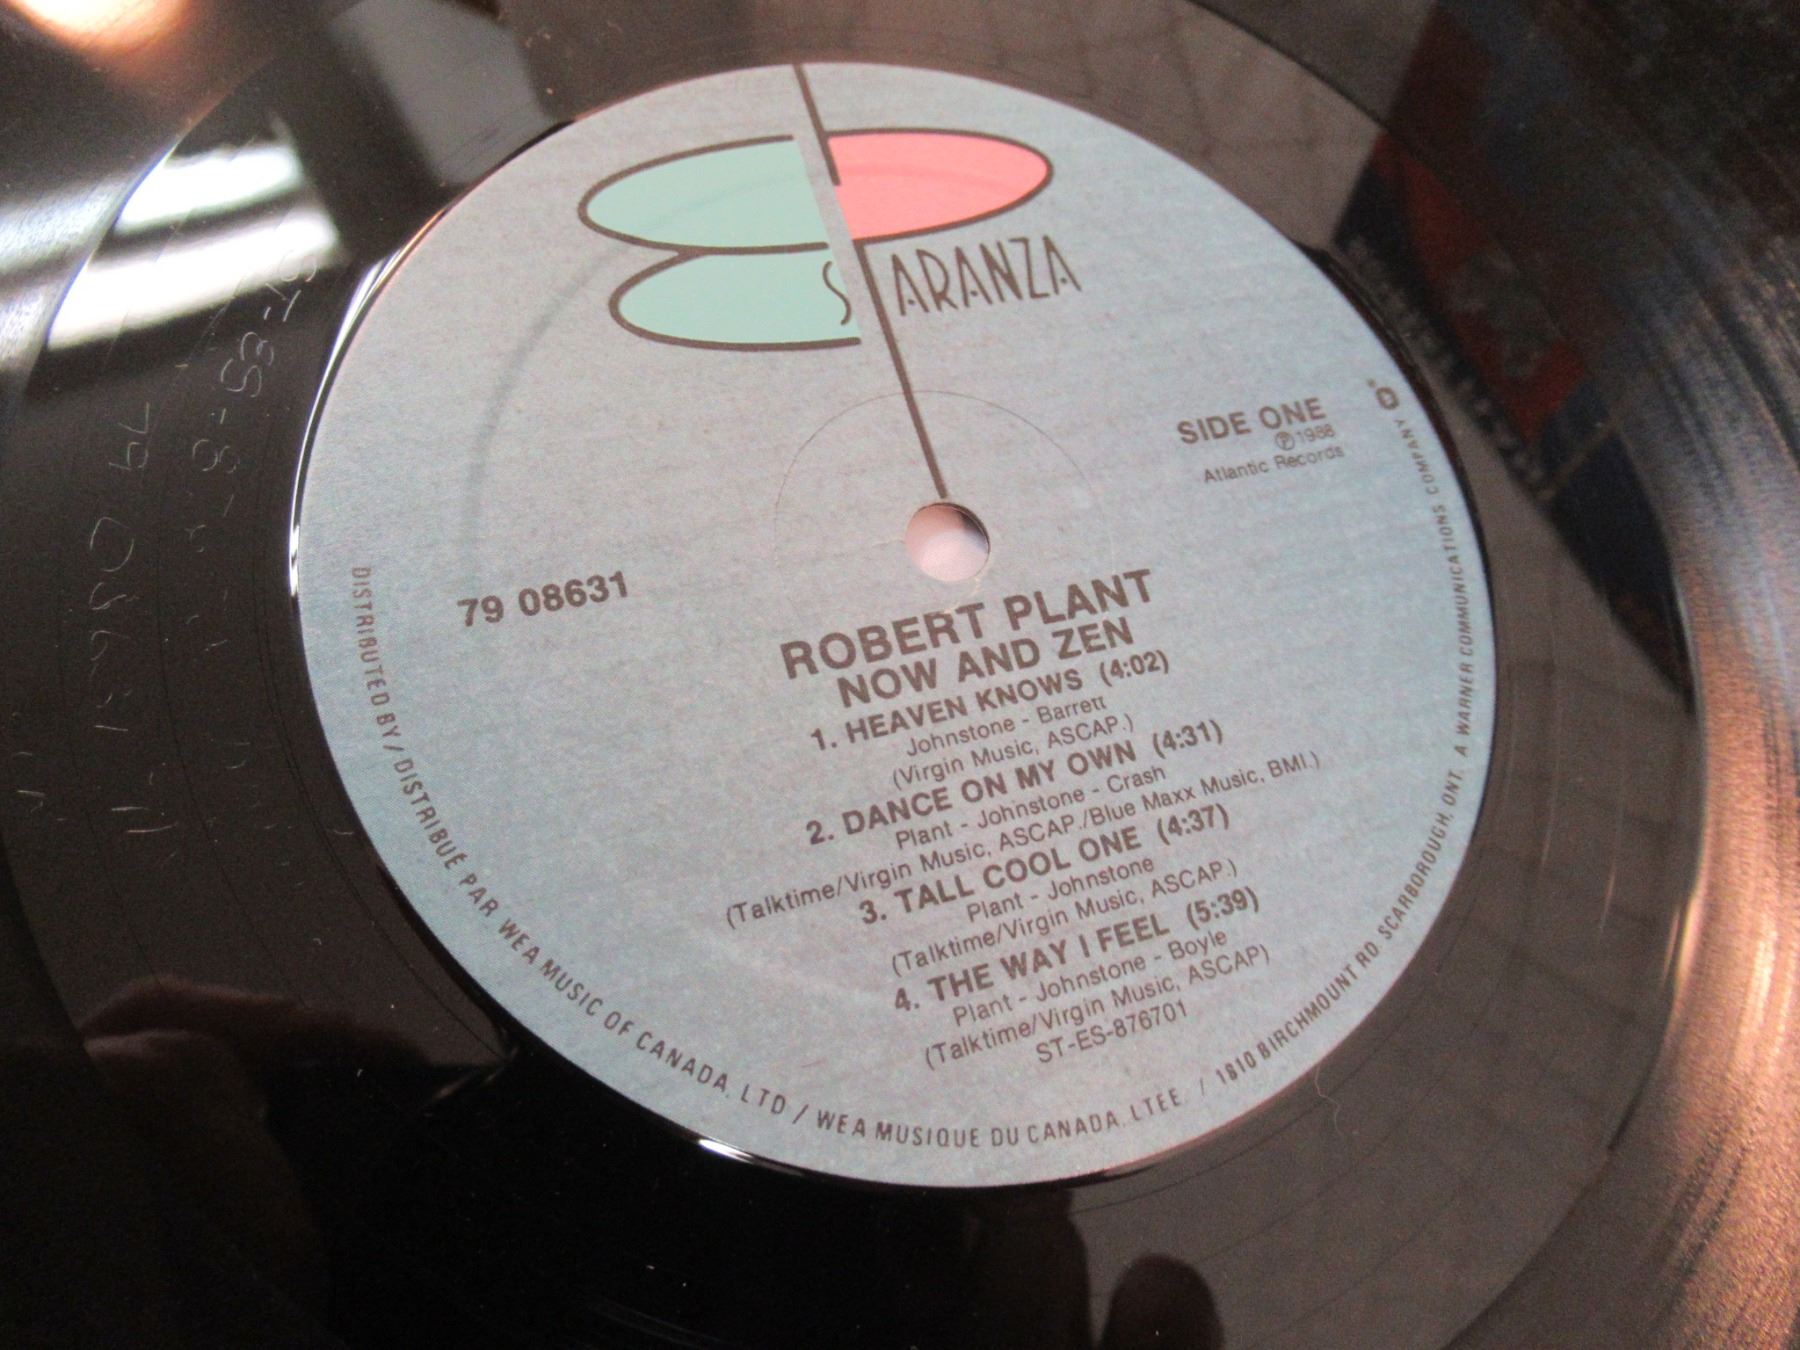 ES PARANZA
SIDE ONE
℗ 1988
Atlantic Records
79 08631
ROBERT PLANT
NOW AND ZEN
1. HEAVEN KNOWS (4:02)
Johnstone - Barrett
(Virgin Music, ASCAP.)
2. DANCE ON MY OWN (4:31)
Plant - Johnstone - Crash
(Talktime/Virgin Music, ASCAP./Blue Maxx Music, BMI.)
3. TALL COOL ONE (4:37)
Plant - Johnstone
(Talktime/Virgin Music, ASCAP.)
4. THE WAY I FEEL (5:39)
Plant - Johnstone - Boyle
(Talktime/Virgin Music, ASCAP)
ST-ES-876701
DISTRIBUTED BY / DISTRIBUÉ PAR WEA MUSIC OF CANADA, LTD / WEA MUSIQUE DU CANADA, LTEE. / 1810 BIRCHMOUNT RD. SCARBOROUGH, ONT. A WARNER COMMUNICATIONS COMPANY